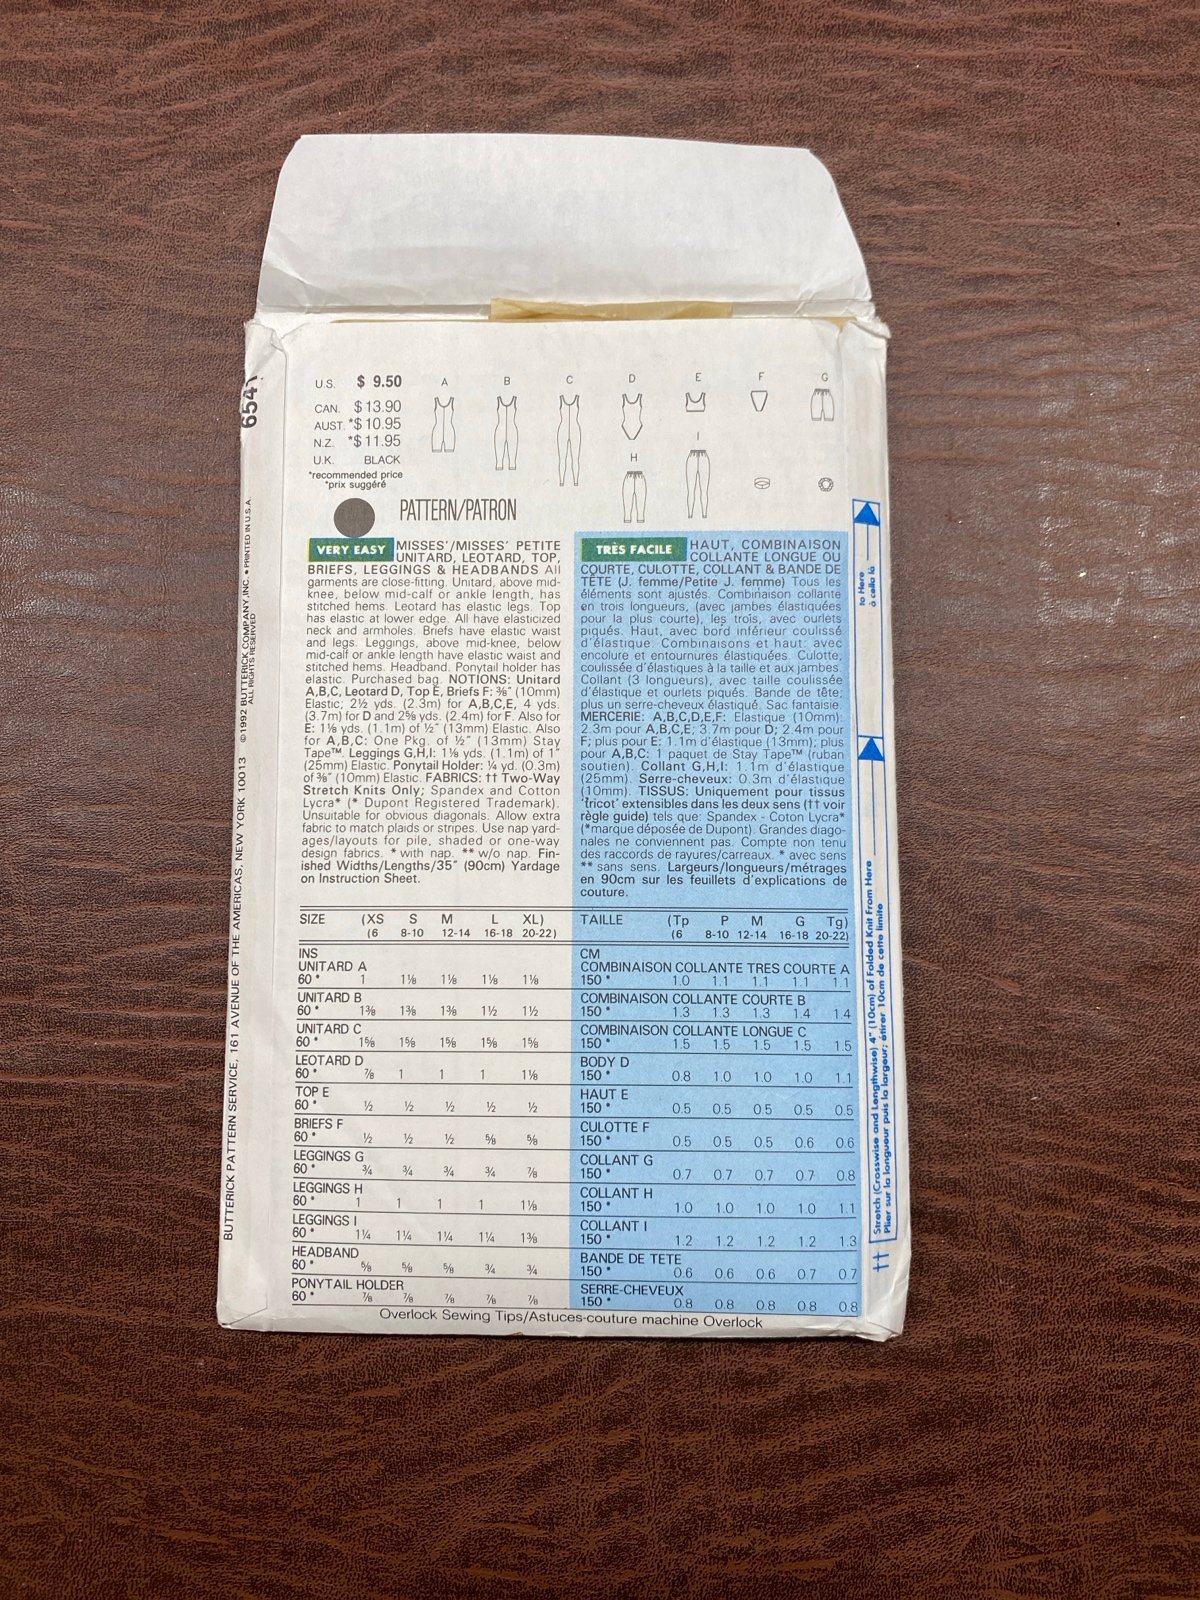 U.S. $ 9.50
CAN. $ 13.90
AUST. *$ 10.95
N.Z. *$ 11.95
U.K. BLACK
*recommended price
*prix suggéré
A B C D E F G
H I
PATTERN/PATRON
VERY EASY MISSES'/MISSES' PETITE
UNITARD, LEOTARD, TOP,
BRIEFS, LEGGINGS & HEADBANDS All
garments are close-fitting. Unitard, above mid-
knee, below mid-calf or ankle length, has
stitched hems. Leotard has elastic legs. Top
has elastic at lower edge. All have elasticized
neck and armholes. Briefs have elastic waist
and legs. Leggings, above mid-knee, below
mid-calf or ankle length have elastic waist and
stitched hems. Headband. Ponytail holder has
elastic. Purchased bag. NOTIONS: Unitard
A,B,C, Leotard D, Top E, Briefs F: ⅜" (10mm)
Elastic; 2½ yds. (2.3m) for A,B,C,E, 4 yds.
(3.7m) for D and 2⅝ yds. (2.4m) for F. Also for
E: 1⅛ yds. (1.1m) of ½" (13mm) Elastic. Also
for A,B,C: One Pkg. of ½" (13mm) Stay
Tape™. Leggings G,H,I: 1⅛ yds. (1.1m) of 1"
(25mm) Elastic. Ponytail Holder: ¼ yd. (0.3m)
of ⅜" (10mm) Elastic. FABRICS: †† Two-Way
Stretch Knits Only; Spandex and Cotton
Lycra* (* Dupont Registered Trademark).
Unsuitable for obvious diagonals. Allow extra
fabric to match plaids or stripes. Use nap yard-
ages/layouts for pile, shaded or one-way
design fabrics. * with nap. ** w/o nap. Fin-
ished Widths/Lengths/35" (90cm) Yardage
on Instruction Sheet.
TRÈS FACILE HAUT, COMBINAISON
COLLANTE LONGUE OU
COURTE, CULOTTE, COLLANT & BANDE DE
TÊTE (J. femme/Petite J. femme) Tous les
éléments sont ajustés. Combinaison collante
en trois longueurs, (avec jambes élastiquées
pour la plus courte), les trois, avec ourlets
piqués. Haut, avec bord inférieur coulissé
d'élastique. Combinaisons et haut: avec
encolure et entournures élastiquées. Culotte,
coulissée d'élastiques à la taille et aux jambes.
Collant (3 longueurs), avec taille coulissée
d'élastique et ourlets piqués. Bande de tête;
plus un serre-cheveux élastiqué. Sac fantaisie.
MERCERIE: A,B,C,D,E,F: Elastique (10mm):
2.3m pour A,B,C,E; 3.7m pour D; 2.4m pour
F; plus pour E: 1.1m d'élastique (13mm); plus
pour A,B,C: 1 paquet de Stay Tape™ (ruban
soutien). Collant G,H,I: 1.1m d'élastique
(25mm). Serre-cheveux: 0.3m d'élastique
(10mm). TISSUS: Uniquement pour tissus
'tricot' extensibles dans les deux sens (†† voir
règle guide) tels que: Spandex - Coton Lycra*
(*marque déposée de Dupont). Grandes diago-
nales ne conviennent pas. Compte non tenu
des raccords de rayures/carreaux. * avec sens
** sans sens. Largeurs/longueurs/métrages
en 90cm sur les feuillets d'explications de
couture.
SIZE (XS S M L XL)
(6 8-10 12-14 16-18 20-22)
INS
UNITARD A
60 * 1 1⅛ 1⅛ 1⅛ 1⅛
UNITARD B
60 * 1⅜ 1⅜ 1⅜ 1½ 1½
UNITARD C
60 * 1⅝ 1⅝ 1⅝ 1⅝ 1⅝
LEOTARD D
60 * ⅞ 1 1 1 1⅛
TOP E
60 * ½ ½ ½ ½ ½
BRIEFS F
60 * ½ ½ ½ ⅝ ⅝
LEGGINGS G
60 * ¾ ¾ ¾ ¾ ⅞
LEGGINGS H
60 * 1 1 1 1 1⅛
LEGGINGS I
60 * 1¼ 1¼ 1¼ 1¼ 1⅜
HEADBAND
60 * ⅝ ⅝ ⅝ ¾ ¾
PONYTAIL HOLDER
60 * ⅞ ⅞ ⅞ ⅞ ⅞
TAILLE (Tp P M G Tg)
(6 8-10 12-14 16-18 20-22)
CM
COMBINAISON COLLANTE TRES COURTE A
150 * 1.0 1.1 1.1 1.1 1.1
COMBINAISON COLLANTE COURTE B
150 * 1.3 1.3 1.3 1.4 1.4
COMBINAISON COLLANTE LONGUE C
150 * 1.5 1.5 1.5 1.5 1.5
BODY D
150 * 0.8 1.0 1.0 1.0 1.1
HAUT E
150 * 0.5 0.5 0.5 0.5 0.5
CULOTTE F
150 * 0.5 0.5 0.5 0.6 0.6
COLLANT G
150 * 0.7 0.7 0.7 0.7 0.8
COLLANT H
150 * 1.0 1.0 1.0 1.0 1.1
COLLANT I
150 * 1.2 1.2 1.2 1.2 1.3
BANDE DE TETE
150 * 0.6 0.6 0.6 0.7 0.7
SERRE-CHEVEUX
150 * 0.8 0.8 0.8 0.8 0.8
Overlock Sewing Tips/Astuces-couture machine Overlock
6541
BUTTERICK PATTERN SERVICE, 161 AVENUE OF THE AMERICAS, NEW YORK 10013 ©1992 BUTTERICK COMPANY, INC. • PRINTED IN U.S.A.
ALL RIGHTS RESERVED
†† Stretch (Crosswise and Lengthwise) 4" (10cm) of Folded Knit From Here
Plier sur la longueur puis la largeur; étirer 10cm de cette limite
to Here
à celle là